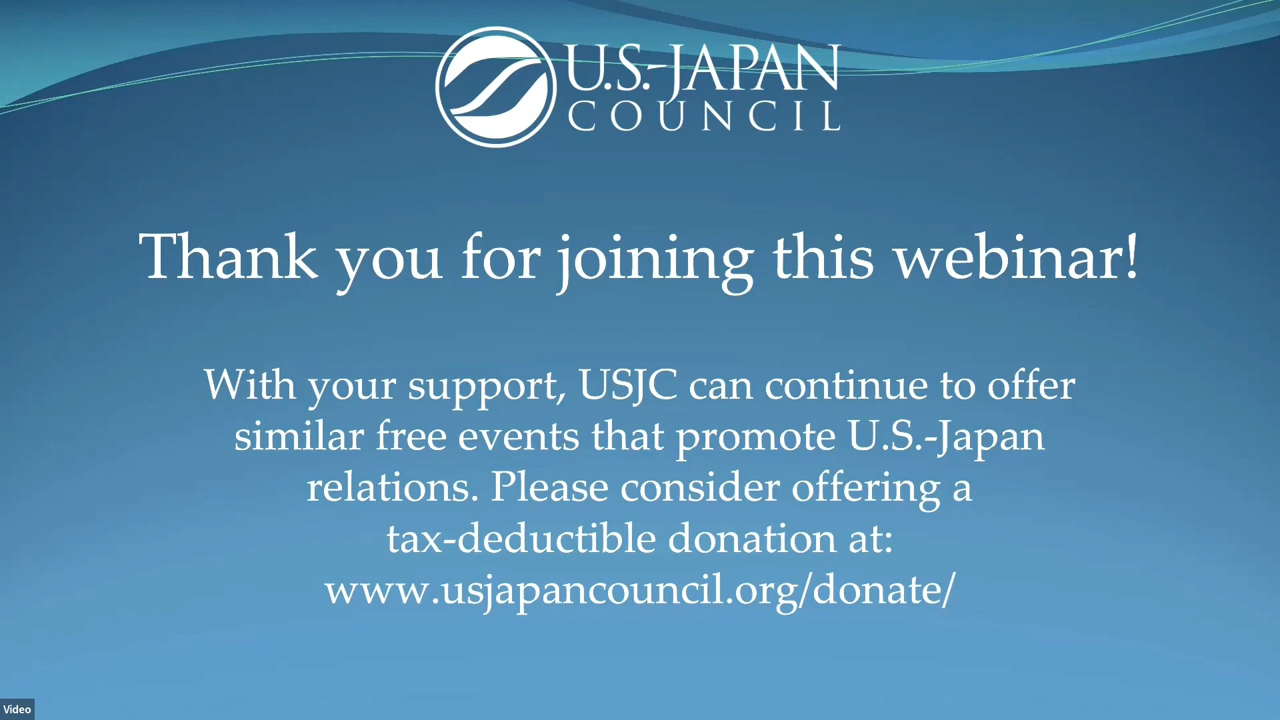 U.S.-JAPAN
COUNCIL
Thank you for joining this webinar!
With your support, USJC can continue to offer
similar free events that promote U.S.-Japan
relations. Please consider offering a
tax-deductible donation at:
www.usjapancouncil.org/donate/
Video